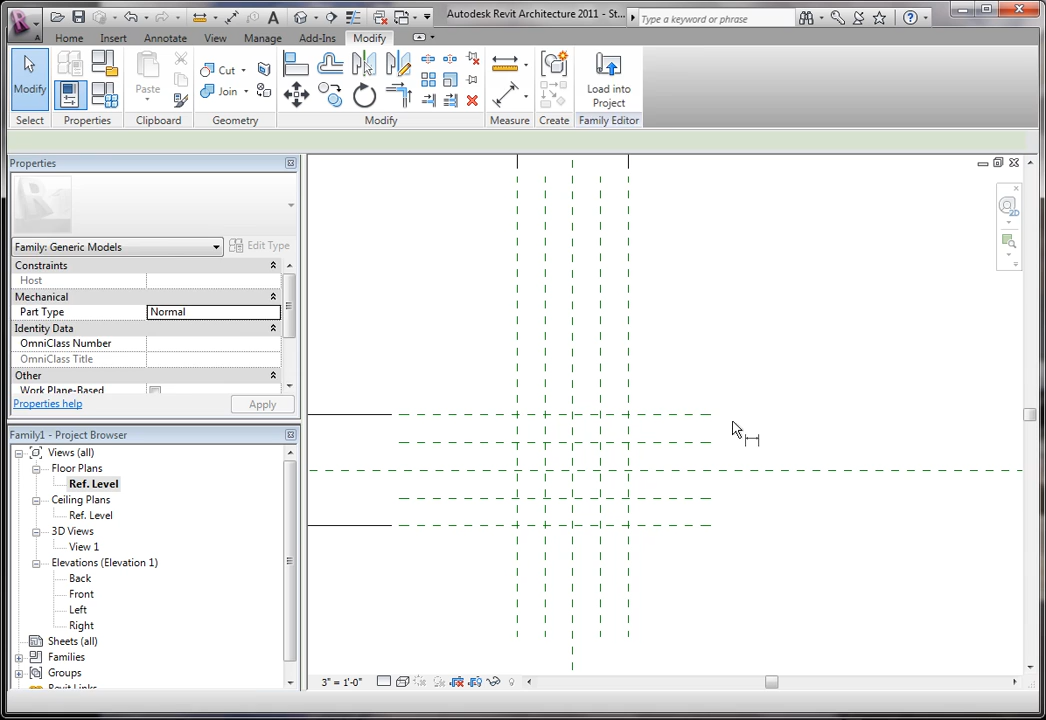 Autodesk Revit Architecture 2011 - St...
Type a keyword or phrase
Home Insert Annotate View Manage Add-Ins Modify
Modify
Paste
Cut
Join
Load into
Project
Select Properties Clipboard Geometry Modify Measure Create Family Editor
Properties
R
Family: Generic Models Edit Type
Constraints
Host
Mechanical
Part Type Normal
Identity Data
OmniClass Number
OmniClass Title
Other
Work Plane-Based
Properties help Apply
Family1 - Project Browser
Views (all)
Floor Plans
Ref. Level
Ceiling Plans
Ref. Level
3D Views
View 1
Elevations (Elevation 1)
Back
Front
Left
Right
Sheets (all)
Families
Groups
Revit Links
2D
3" = 1'-0"